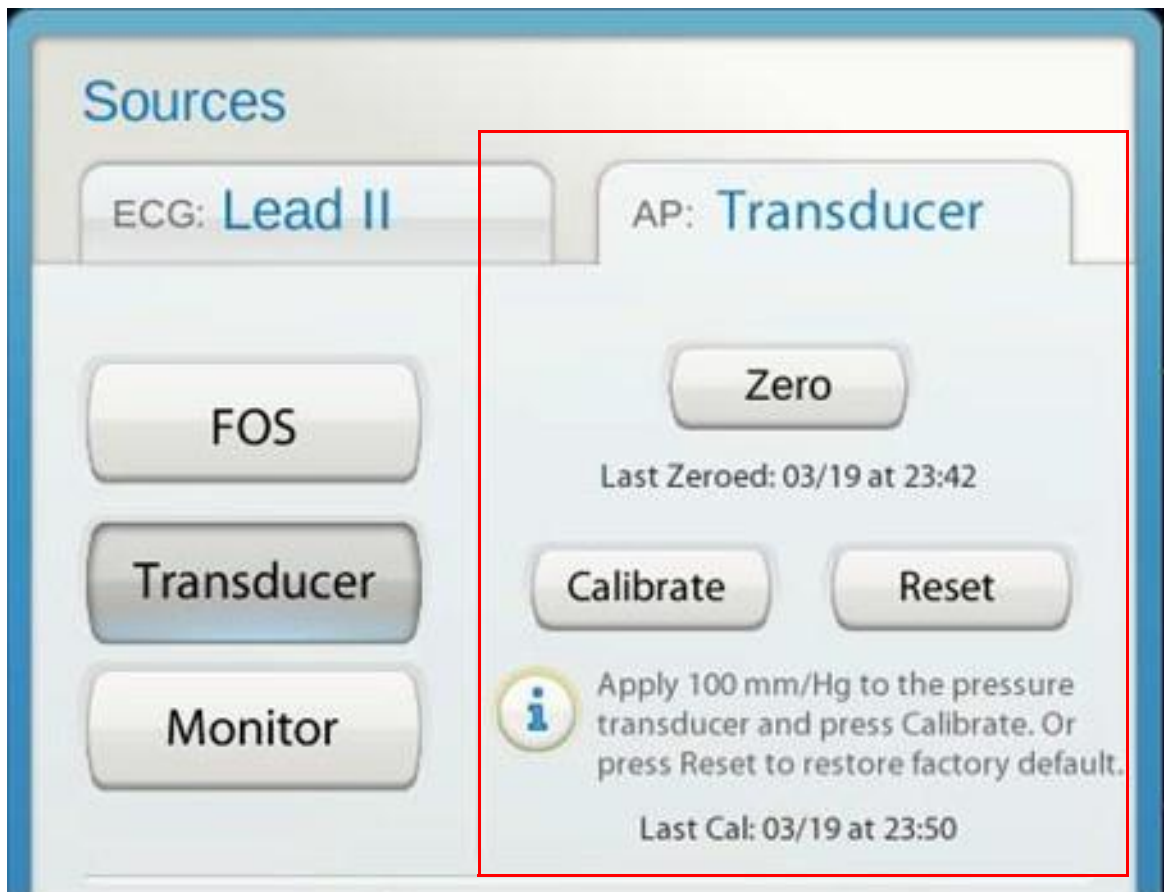 Sources
ECG: Lead II
AP: Transducer
FOS
Transducer
Monitor
Zero
Last Zeroed: 03/19 at 23:42
Calibrate
Reset
i
Apply 100 mm/Hg to the pressure
transducer and press Calibrate. Or
press Reset to restore factory default.
Last Cal: 03/19 at 23:50